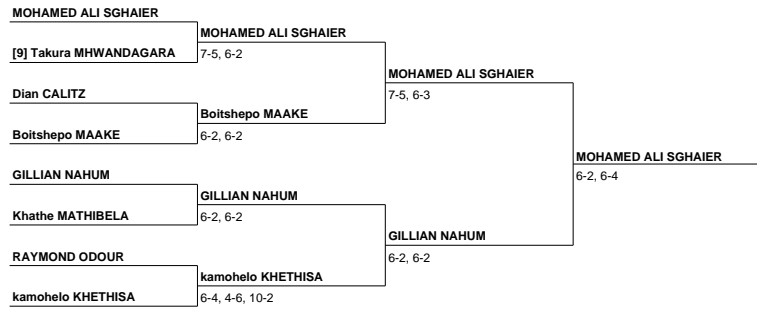 MOHAMED ALI SGHAIER
MOHAMED ALI SGHAIER
[9] Takura MHWANDAGARA
7-5, 6-2
MOHAMED ALI SGHAIER
Dian CALITZ
7-5, 6-3
Boitshepo MAAKE
Boitshepo MAAKE
6-2, 6-2
MOHAMED ALI SGHAIER
GILLIAN NAHUM
6-2, 6-4
GILLIAN NAHUM
Khathe MATHIBELA
6-2, 6-2
GILLIAN NAHUM
RAYMOND ODOUR
6-2, 6-2
kamohelo KHETHISA
kamohelo KHETHISA
6-4, 4-6, 10-2